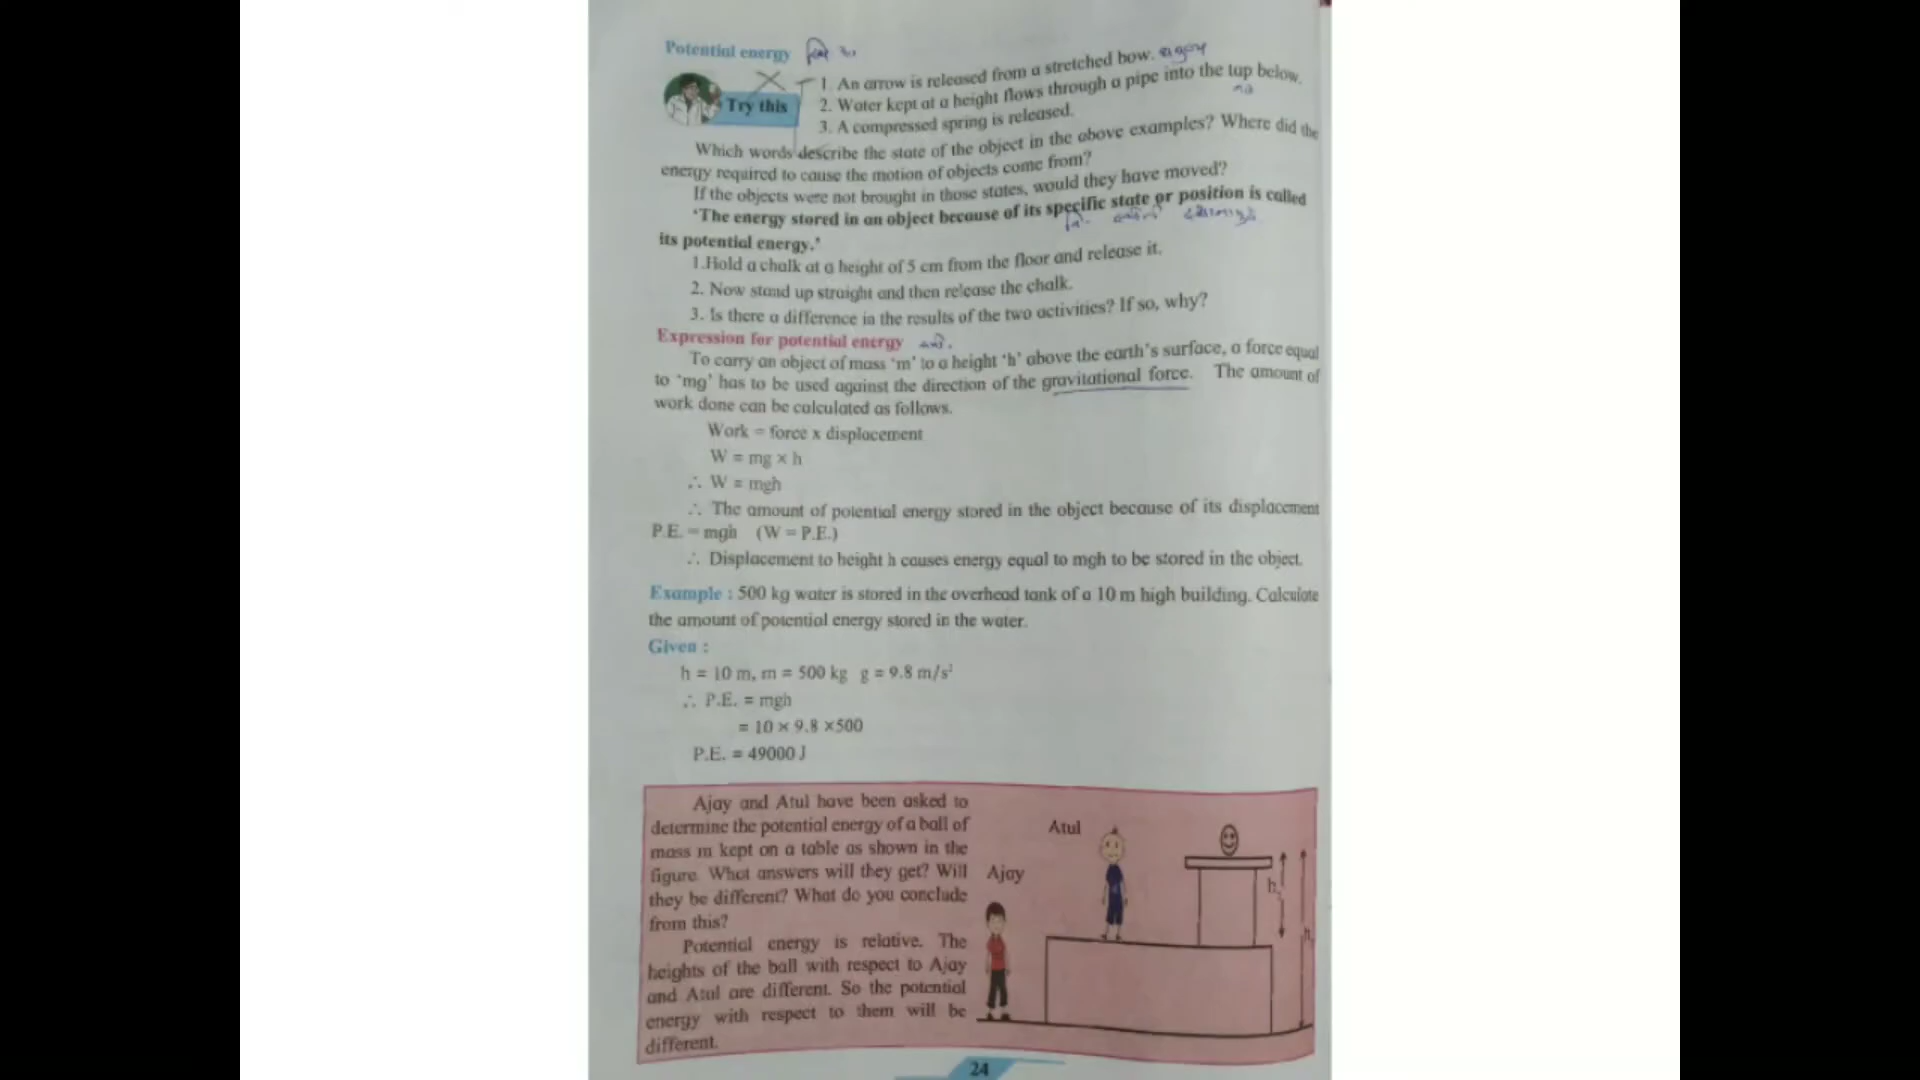 Potential energy
Try this
1. An arrow is released from a stretched bow.
2. Water kept at a height flows through a pipe into the tap below.
3. A compressed spring is released.
Which words describe the state of the object in the above examples? Where did the
energy required to cause the motion of objects come from?
If the objects were not brought in those states, would they have moved?
'The energy stored in an object because of its specific state or position is called
its potential energy.'
1.Hold a chalk at a height of 5 cm from the floor and release it.
2. Now stand up straight and then release the chalk.
3. Is there a difference in the results of the two activities? If so, why?
Expression for potential energy
To carry an object of mass 'm' to a height 'h' above the earth's surface, a force equal
to 'mg' has to be used against the direction of the gravitational force. The amount of
work done can be calculated as follows.
Work = force x displacement
W = mg × h
∴ W = mgh
∴ The amount of potential energy stored in the object because of its displacement
P.E. = mgh (W = P.E.)
∴ Displacement to height h causes energy equal to mgh to be stored in the object.
Example : 500 kg water is stored in the overhead tank of a 10 m high building. Calculate
the amount of potential energy stored in the water.
Given :
h = 10 m, m = 500 kg g = 9.8 m/s²
∴ P.E. = mgh
= 10 × 9.8 ×500
P.E. = 49000 J
Ajay and Atul have been asked to
determine the potential energy of a ball of
mass m kept on a table as shown in the
figure. What answers will they get? Will
they be different? What do you conclude
from this?
Potential energy is relative. The
heights of the ball with respect to Ajay
and Atul are different. So the potential
energy with respect to them will be
different.
Atul
Ajay
h
h
24